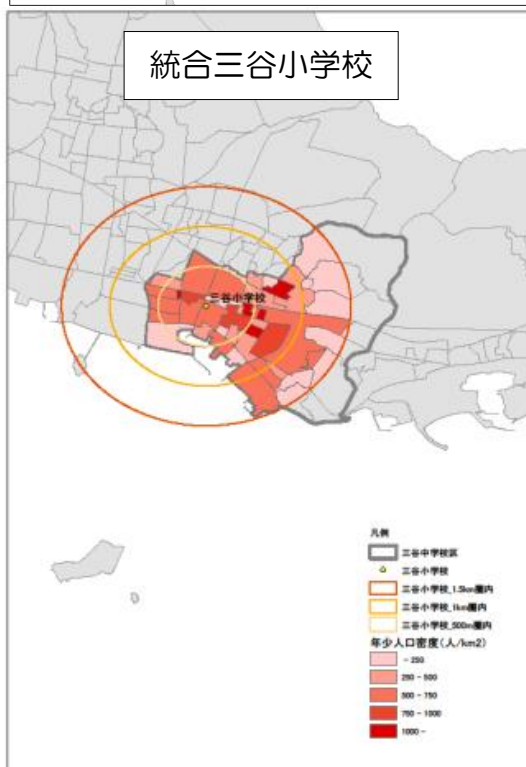 統合三谷小学校
三谷小学校
凡例
三谷中学校区
三谷小学校
三谷小学校_1.5km圏内
三谷小学校_1km圏内
三谷小学校_500m圏内
年少人口密度(人/km2)
- 250
250 - 500
500 - 750
750 - 1000
1000 -